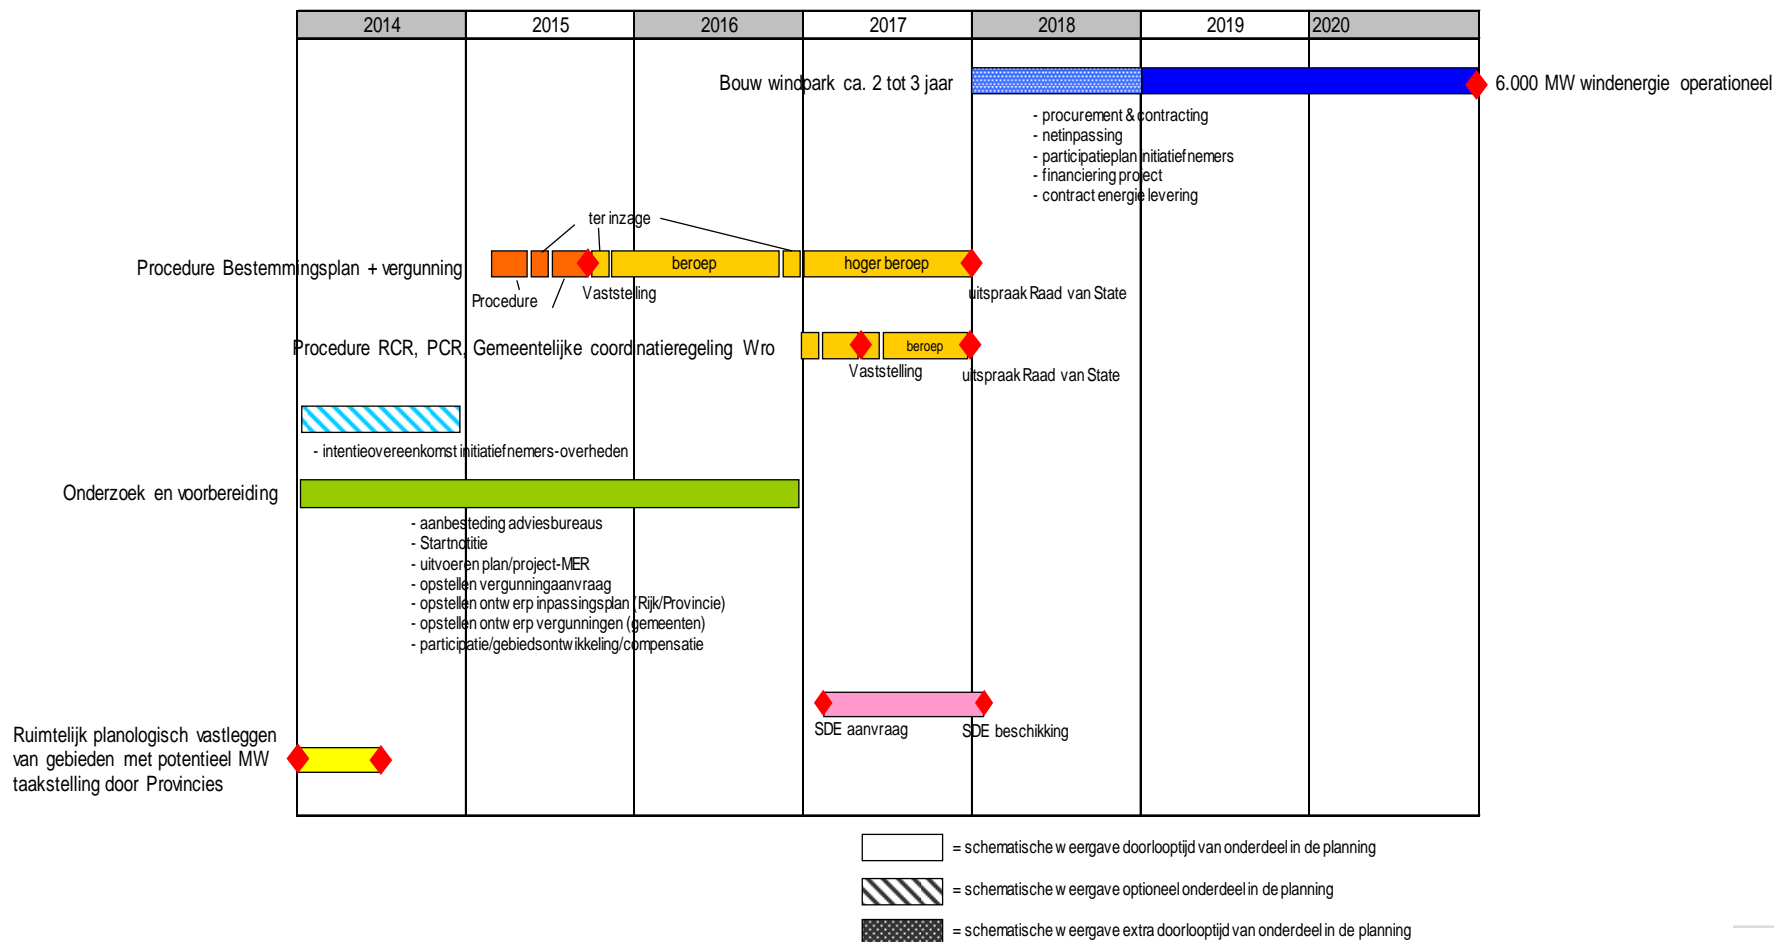 2014 2015 2016 2017 2018 2019 2020
Bouw windpark ca. 2 tot 3 jaar
6.000 MW windenergie operationeel
- procurement & contracting
- netinpassing
- participatieplan initiatiefnemers
- financiering project
- contract energie levering
ter inzage
Procedure Bestemmingsplan + vergunning
beroep
hoger beroep
Procedure
Vaststelling
uitspraak Raad van State
Procedure RCR, PCR, Gemeentelijke coordinatieregeling Wro
beroep
Vaststelling
uitspraak Raad van State
- intentieovereenkomst initiatiefnemers-overheden
Onderzoek en voorbereiding
- aanbesteding adviesbureaus
- Startnotitie
- uitvoeren plan/project-MER
- opstellen vergunningaanvraag
- opstellen ontwerp inpassingsplan (Rijk/Provincie)
- opstellen ontwerp vergunningen (gemeenten)
- participatie/gebiedsontwikkeling/compensatie
SDE aanvraag
SDE beschikking
Ruimtelijk planologisch vastleggen
van gebieden met potentieel MW
taakstelling door Provincies
= schematische weergave doorlooptijd van onderdeel in de planning
= schematische weergave optioneel onderdeel in de planning
= schematische weergave extra doorlooptijd van onderdeel in de planning